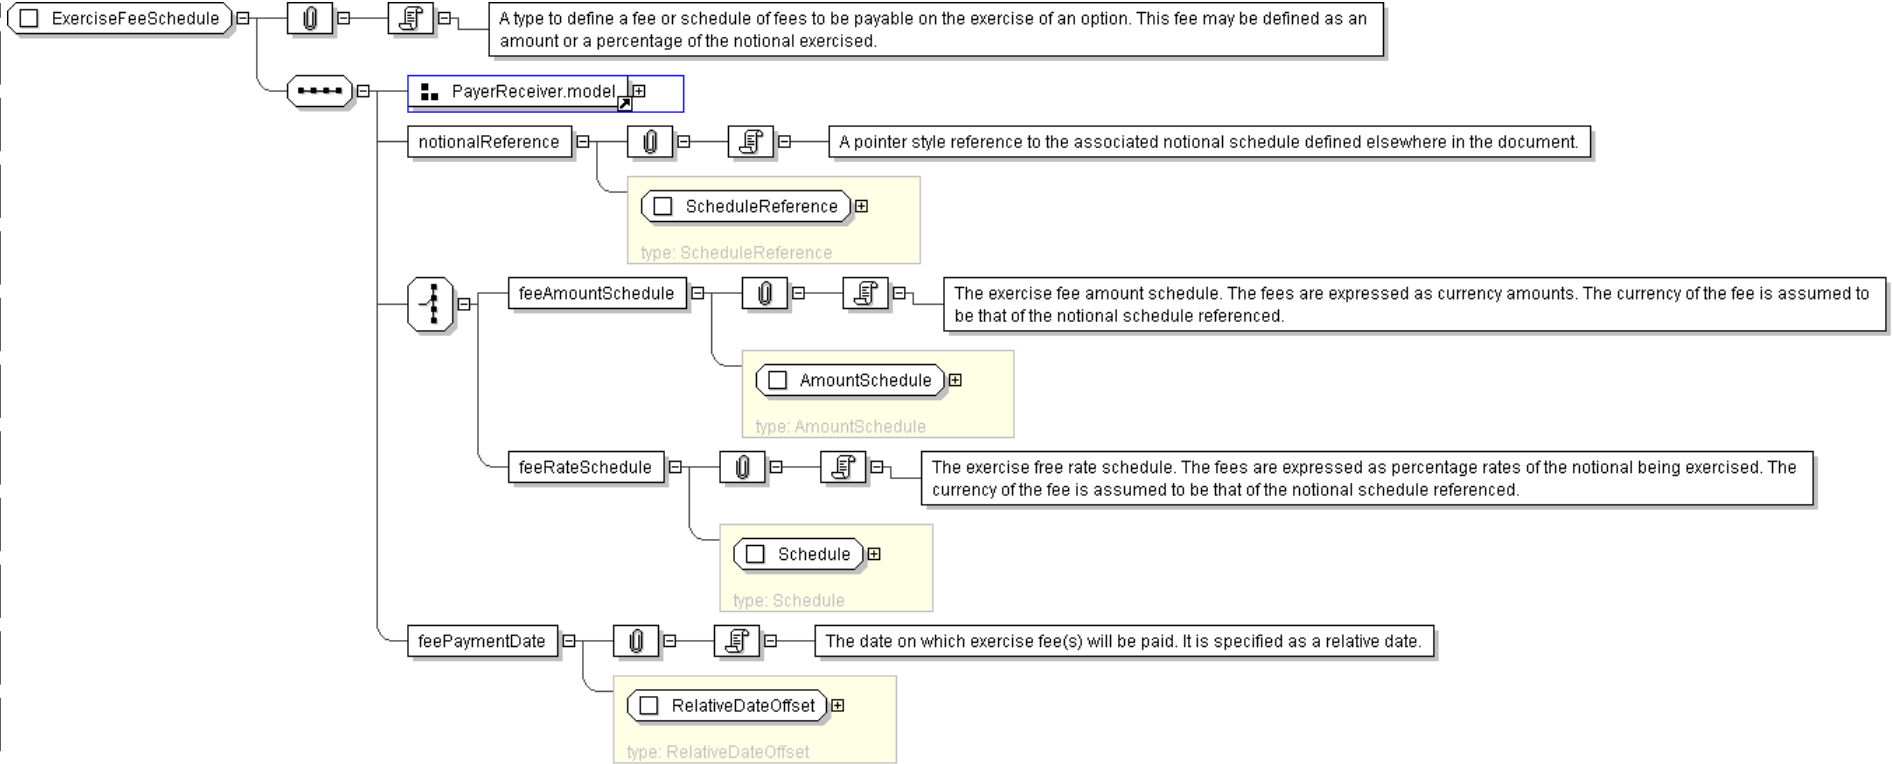 ExerciseFeeSchedule
A type to define a fee or schedule of fees to be payable on the exercise of an option. This fee may be defined as an
amount or a percentage of the notional exercised.
PayerReceiver.model
notionalReference
A pointer style reference to the associated notional schedule defined elsewhere in the document.
ScheduleReference
type: ScheduleReference
feeAmountSchedule
The exercise fee amount schedule. The fees are expressed as currency amounts. The currency of the fee is assumed to
be that of the notional schedule referenced.
AmountSchedule
type: AmountSchedule
feeRateSchedule
The exercise free rate schedule. The fees are expressed as percentage rates of the notional being exercised. The
currency of the fee is assumed to be that of the notional schedule referenced.
Schedule
type: Schedule
feePaymentDate
The date on which exercise fee(s) will be paid. It is specified as a relative date.
RelativeDateOffset
type: RelativeDateOffset